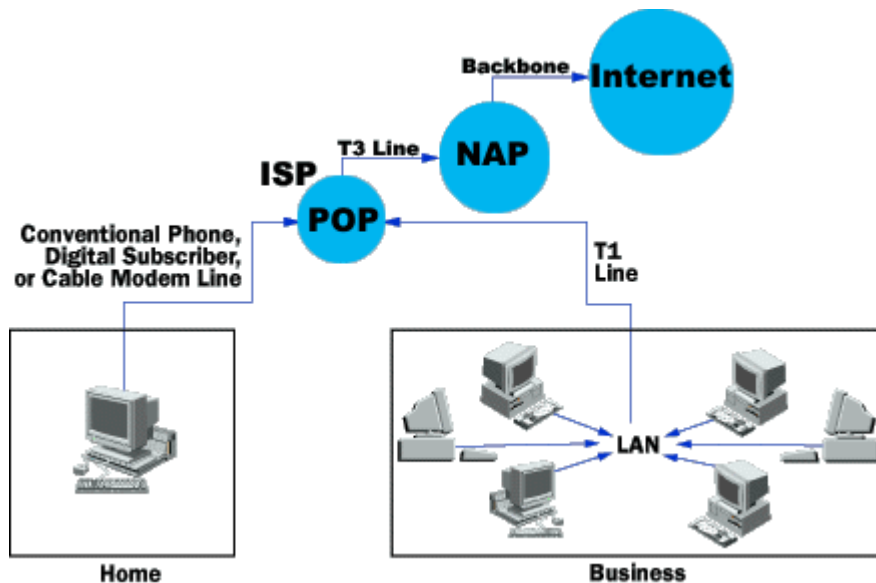 Backbone
Internet
T3 Line
NAP
ISP
POP
Conventional Phone,
Digital Subscriber,
or Cable Modem Line
T1
Line
LAN
Home
Business